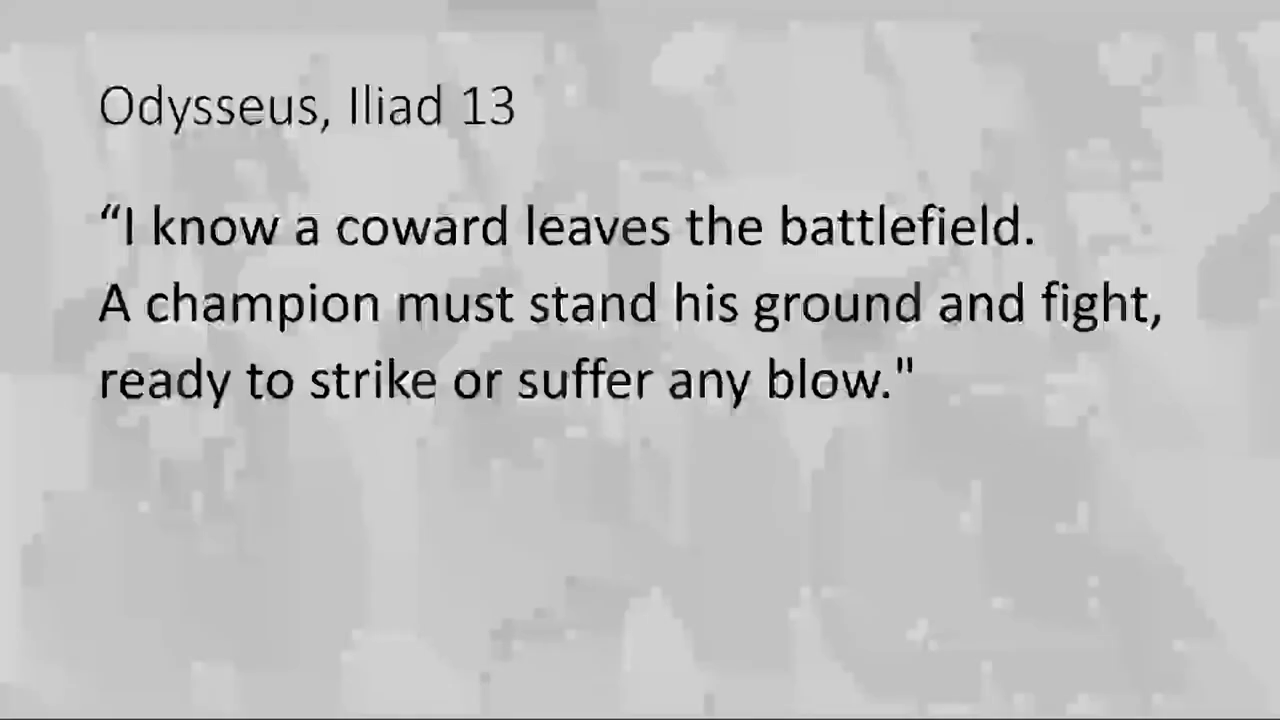 Odysseus, Iliad 13
“I know a coward leaves the battlefield.
A champion must stand his ground and fight,
ready to strike or suffer any blow."